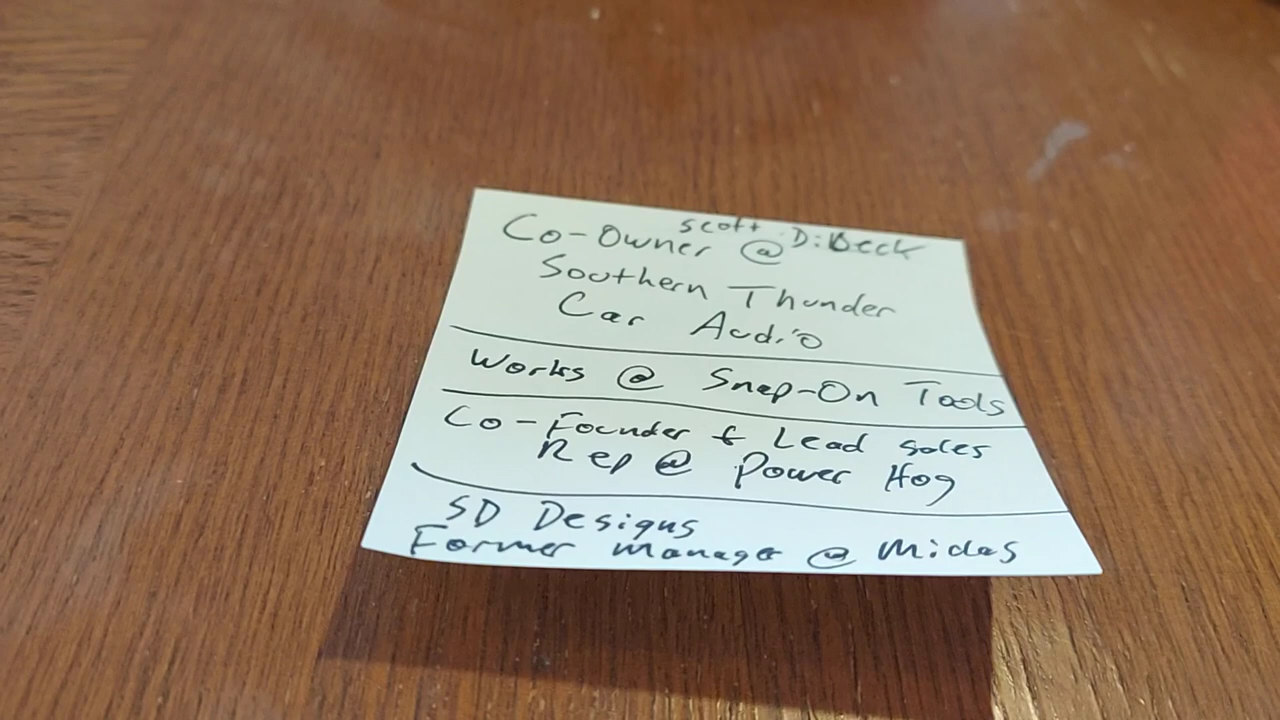 scott DiBeck
Co-Owner @
Southern Thunder
Car Audio
Works @ Snap-On Tools
Co-Founder & Lead sales
Rep @ Power Hog
SD Designs
Former manager @ Midas